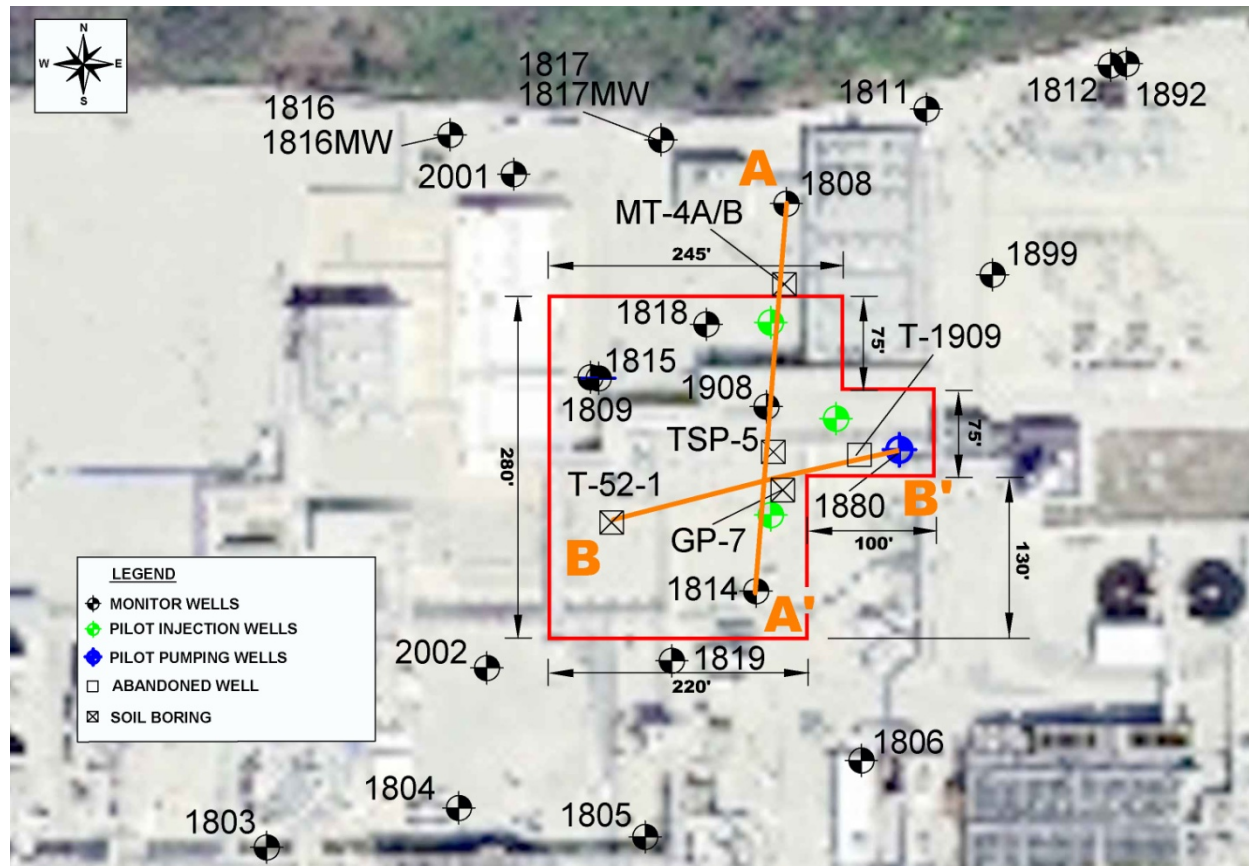 N
W E
S
1816
1816MW
1817
1817MW
2001
1811
1812
1892
A
1808
MT-4A/B
245'
1899
1818
75'
T-1909
1815
1809
1908
75'
TSP-5
280'
T-52-1
1880
B'
B
GP-7
100'
130'
1814
A'
2002
1819
220'
1806
1804
1803
1805
LEGEND
MONITOR WELLS
PILOT INJECTION WELLS
PILOT PUMPING WELLS
ABANDONED WELL
SOIL BORING